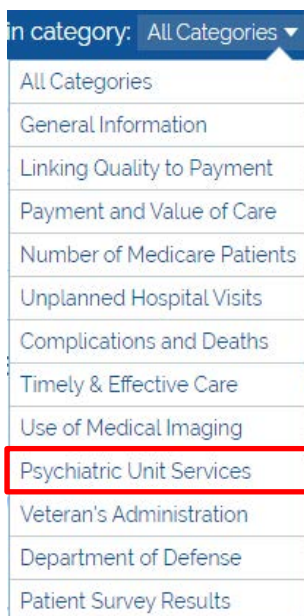 in category: All Categories
All Categories
General Information
Linking Quality to Payment
Payment and Value of Care
Number of Medicare Patients
Unplanned Hospital Visits
Complications and Deaths
Timely & Effective Care
Use of Medical Imaging
Psychiatric Unit Services
Veteran's Administration
Department of Defense
Patient Survey Results